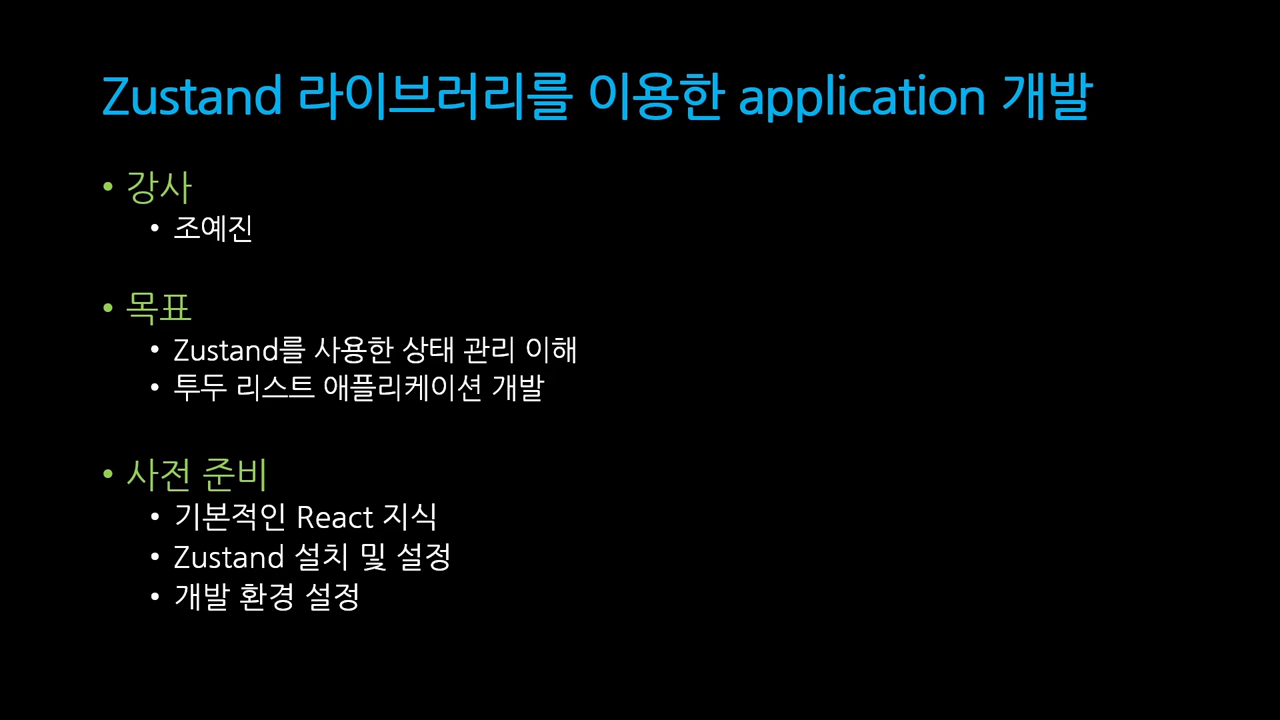 Zustand 라이브러리를 이용한 application 개발
• 강사
• 조예진
• 목표
• Zustand를 사용한 상태 관리 이해
• 투두 리스트 애플리케이션 개발
• 사전 준비
• 기본적인 React 지식
• Zustand 설치 및 설정
• 개발 환경 설정